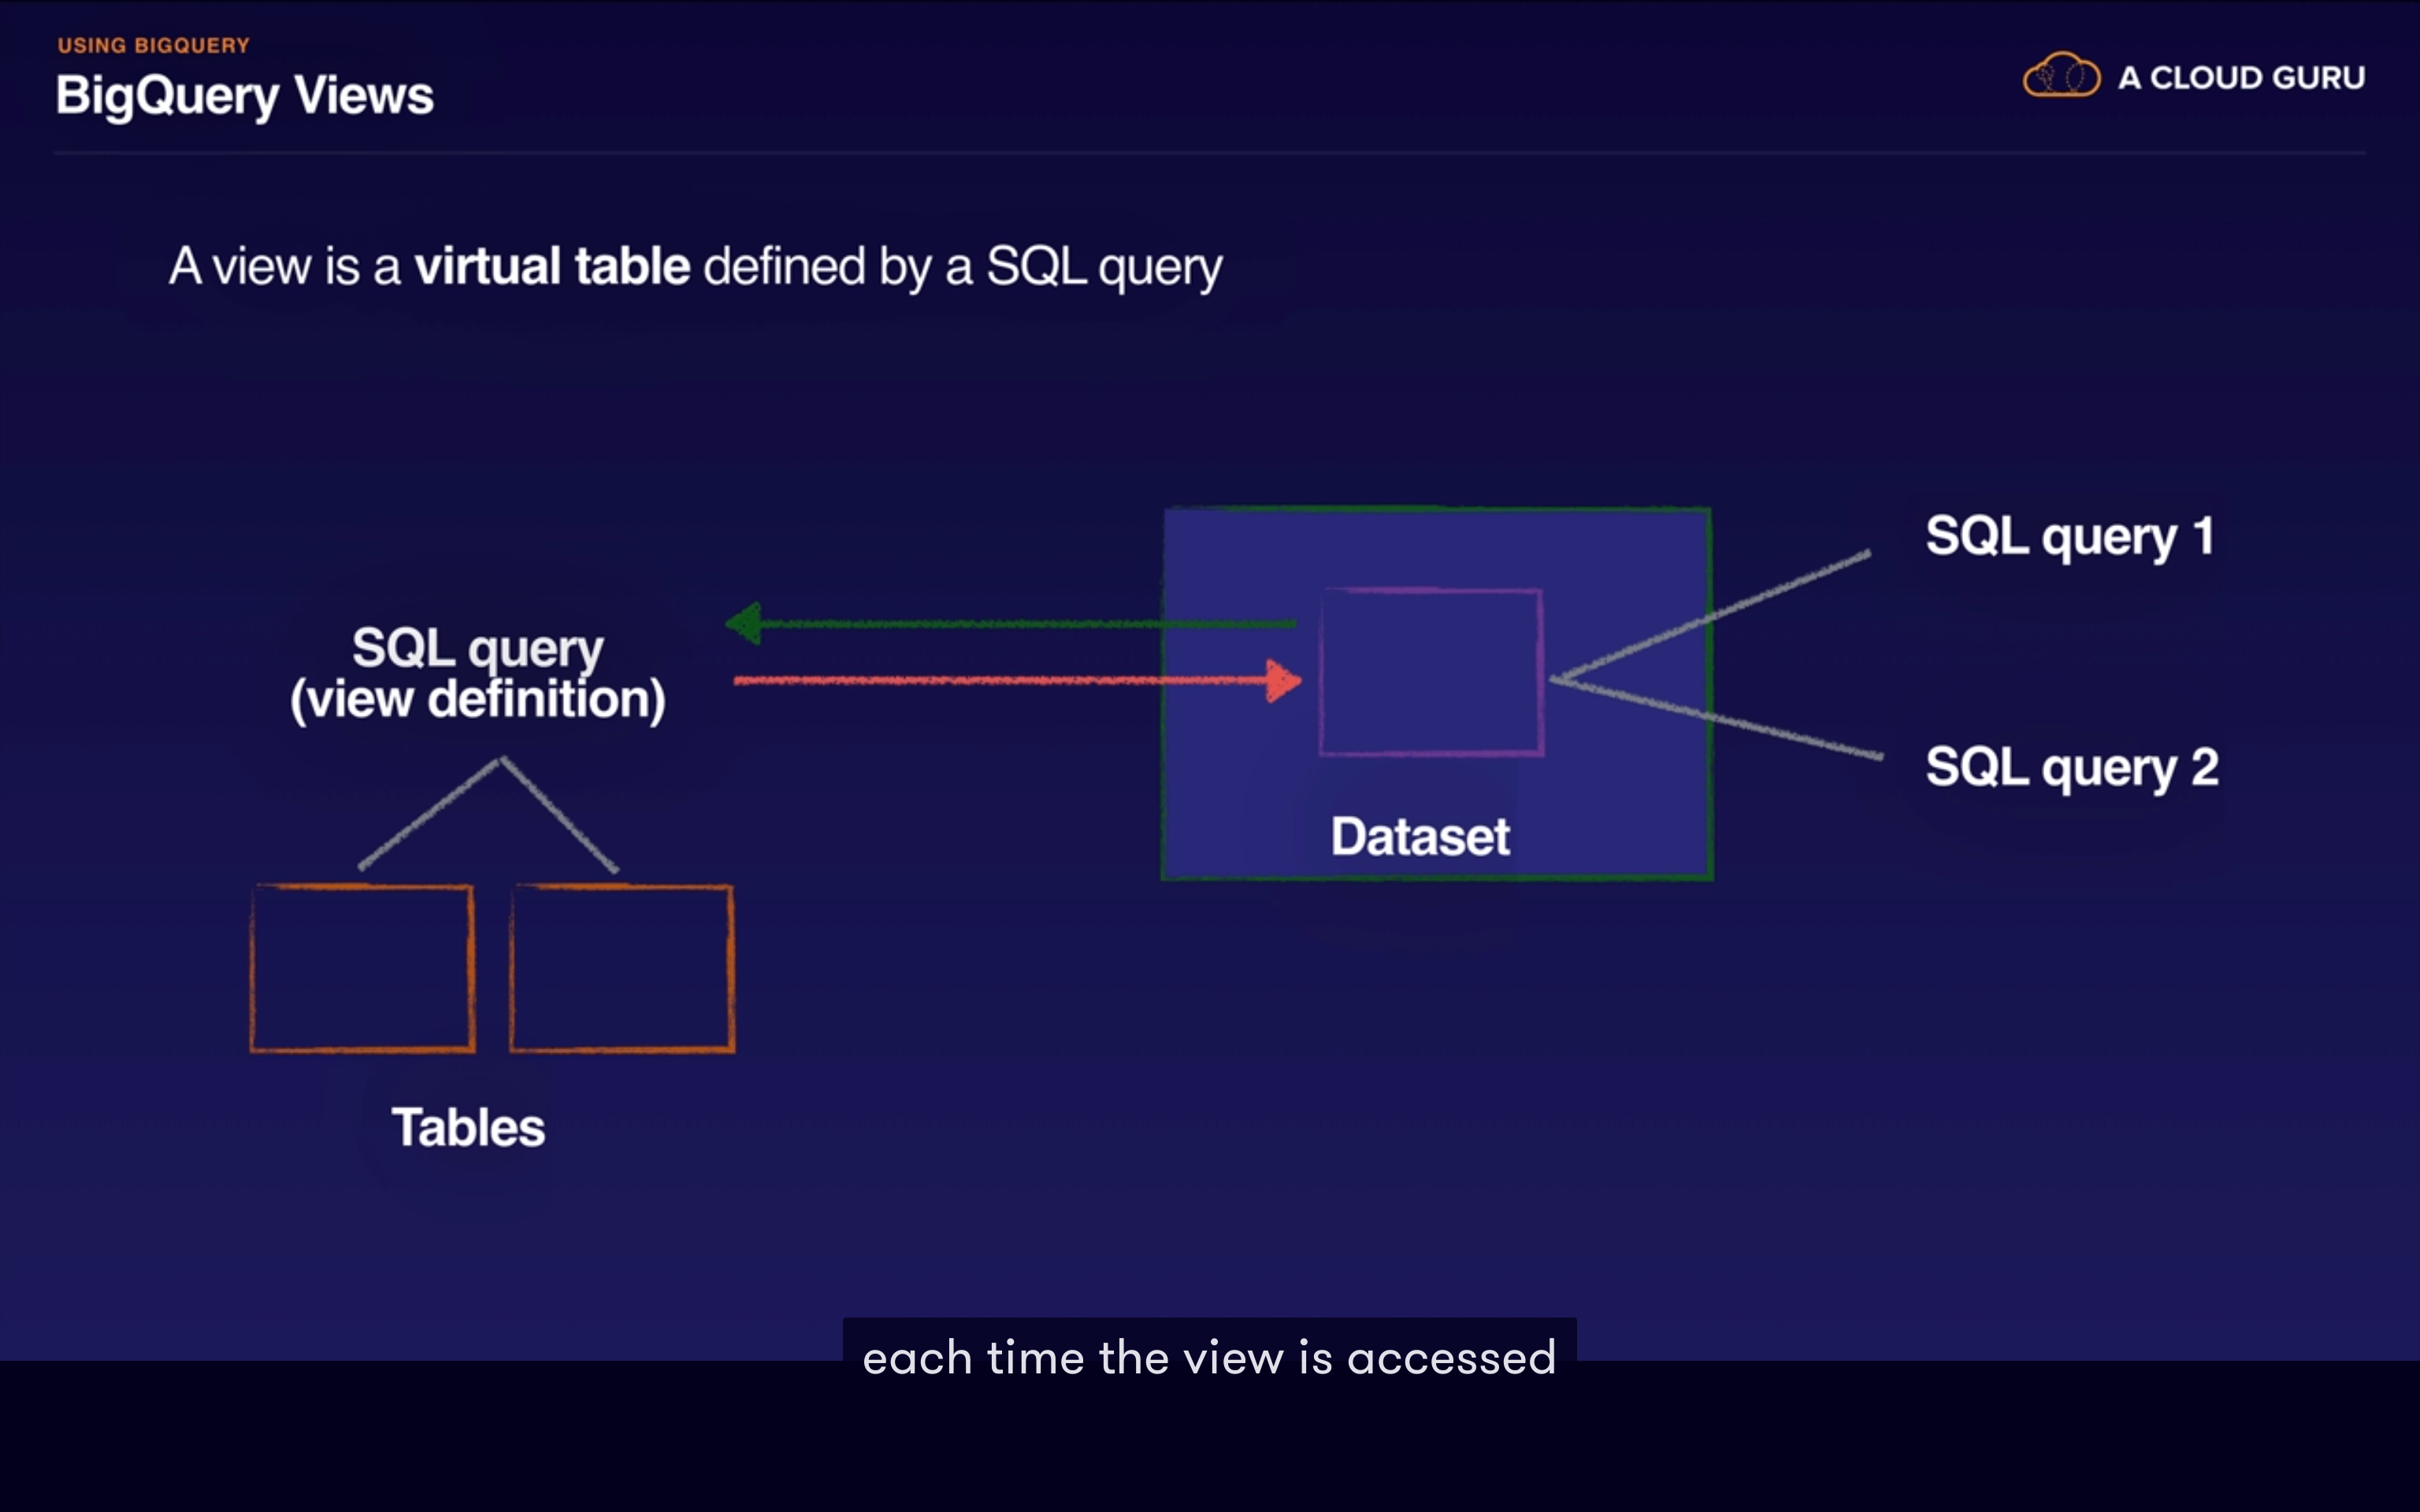 USING BIGQUERY
BigQuery Views
A CLOUD GURU
A view is a virtual table defined by a SQL query
SQL query 1
SQL query
(view definition)
SQL query 2
Dataset
Tables
each time the view is accessed